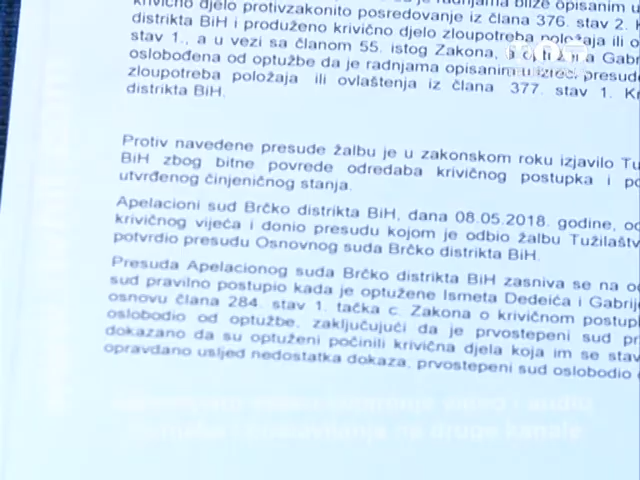 krivično djelo protivzakonito posredovanje iz člana 376. stav 2.
distrikta BiH i produženo krivično djelo zloupotreba položaja ili
stav 1., a u vezi sa članom 55. istog Zakona, a
oslobođena od optužbe da je radnjama opisanim u izreci presude
zloupotreba položaja ili ovlaštenja iz člana 377. stav 1.
distrikta BiH.
Protiv navedene presude žalbu je u zakonskom roku izjavilo
BiH zbog bitne povrede odredaba krivičnog postupka i
utvrđenog činjeničnog stanja.
Apelacioni sud Brčko distrikta BiH, dana 08.05.2018. godine,
krivičnog vijeća i donio presudu kojom je odbio žalbu
potvrdio presudu Osnovnog suda Brčko distrikta BiH.
Presuda Apelacionog suda Brčko distrikta BiH zasniva se na
sud pravilno postupio kada je optužene Ismeta Dedeića i
osnovu člana 284. stav 1. tačka c. Zakona o krivičnom
oslobodio od optužbe, zaključujući da je prvostepeni sud
dokazano da su optuženi počinili krivična djela koja im se
opravdano usljed nedostatka dokaza, prvostepeni sud oslobodio